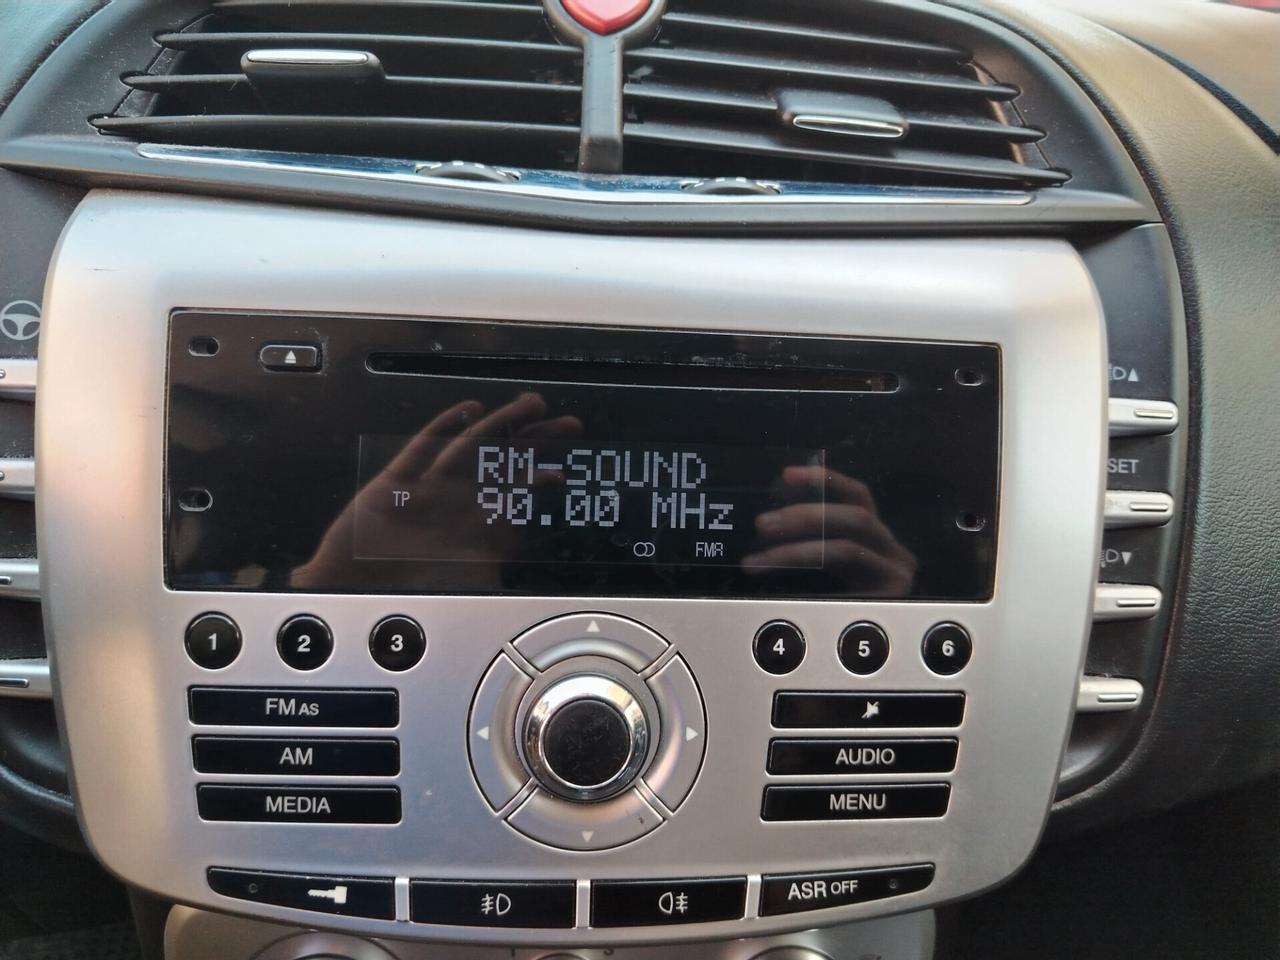 RM-SOUND
TP
90.00 MHz
FMA
SET
1
2
3
4
5
6
FM AS
AM
AUDIO
MEDIA
MENU
ASR OFF